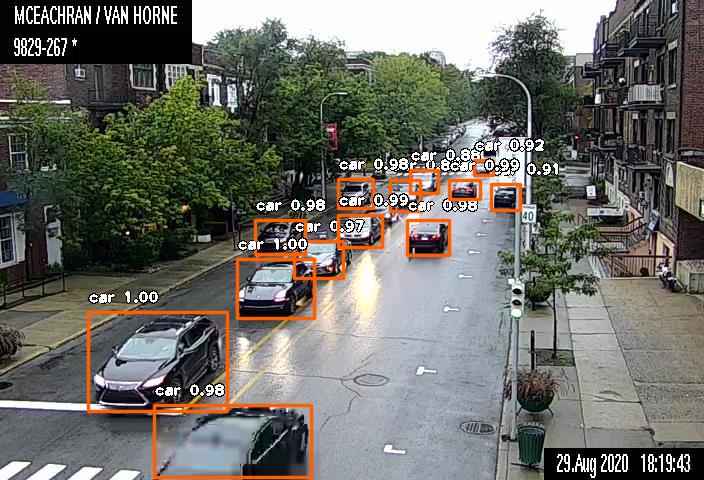 MCEACHRAN / VAN HORNE
9829-267 *
car 0.92
car 0.88
car 0.98
car 0.99
0.91
car 0.99
car 0.98
car 0.98
car 0.97
car 1.00
40
car 1.00
car 0.98
29.Aug 2020 18:19:43